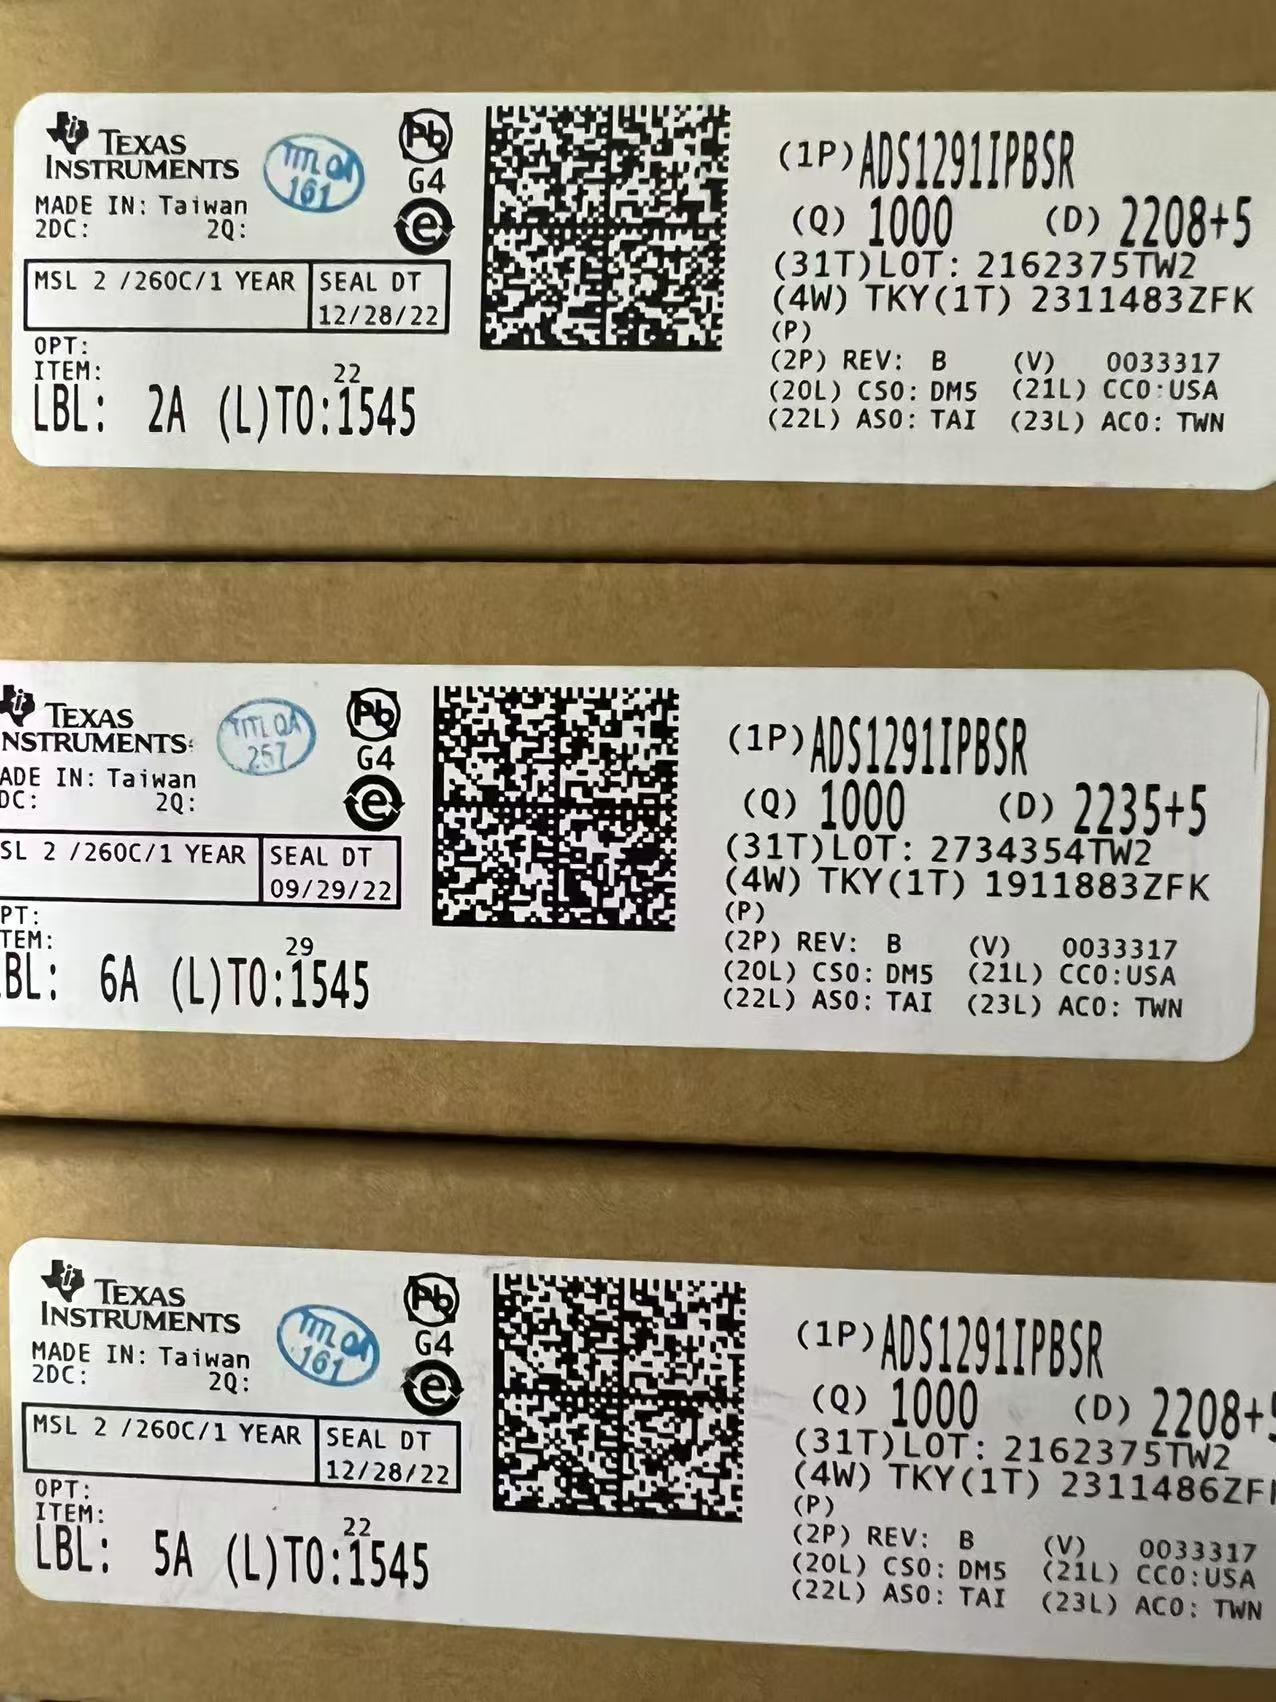 TEXAS
INSTRUMENTS
TITL QA
161
Pb
G4
e
MADE IN: Taiwan
2DC: 2Q:
MSL 2 /260C/1 YEAR
SEAL DT
12/28/22
OPT:
ITEM:
22
LBL: 2A (L)TO:1545
(1P)ADS1291IPBSR
(Q) 1000 (D) 2208+5
(31T)LOT: 2162375TW2
(4W) TKY(1T) 2311483ZFK
(P)
(2P) REV: B (V) 0033317
(20L) CSO: DM5 (21L) CCO:USA
(22L) ASO: TAI (23L) ACO: TWN
TEXAS
NSTRUMENTS
TITL QA
257
Pb
G4
e
ADE IN: Taiwan
DC: 2Q:
SL 2 /260C/1 YEAR
SEAL DT
09/29/22
PT:
TEM:
29
BL: 6A (L)TO:1545
(1P)ADS1291IPBSR
(Q) 1000 (D) 2235+5
(31T)LOT: 2734354TW2
(4W) TKY(1T) 1911883ZFK
(P)
(2P) REV: B (V) 0033317
(20L) CSO: DM5 (21L) CCO:USA
(22L) ASO: TAI (23L) ACO: TWN
TEXAS
INSTRUMENTS
TITL QA
161
Pb
G4
e
MADE IN: Taiwan
2DC: 2Q:
MSL 2 /260C/1 YEAR
SEAL DT
12/28/22
OPT:
ITEM:
22
LBL: 5A (L)TO:1545
(1P)ADS1291IPBSR
(Q) 1000 (D) 2208+5
(31T)LOT: 2162375TW2
(4W) TKY(1T) 2311486ZF
(P)
(2P) REV: B (V) 0033317
(20L) CSO: DM5 (21L) CCO:USA
(22L) ASO: TAI (23L) ACO: TWN